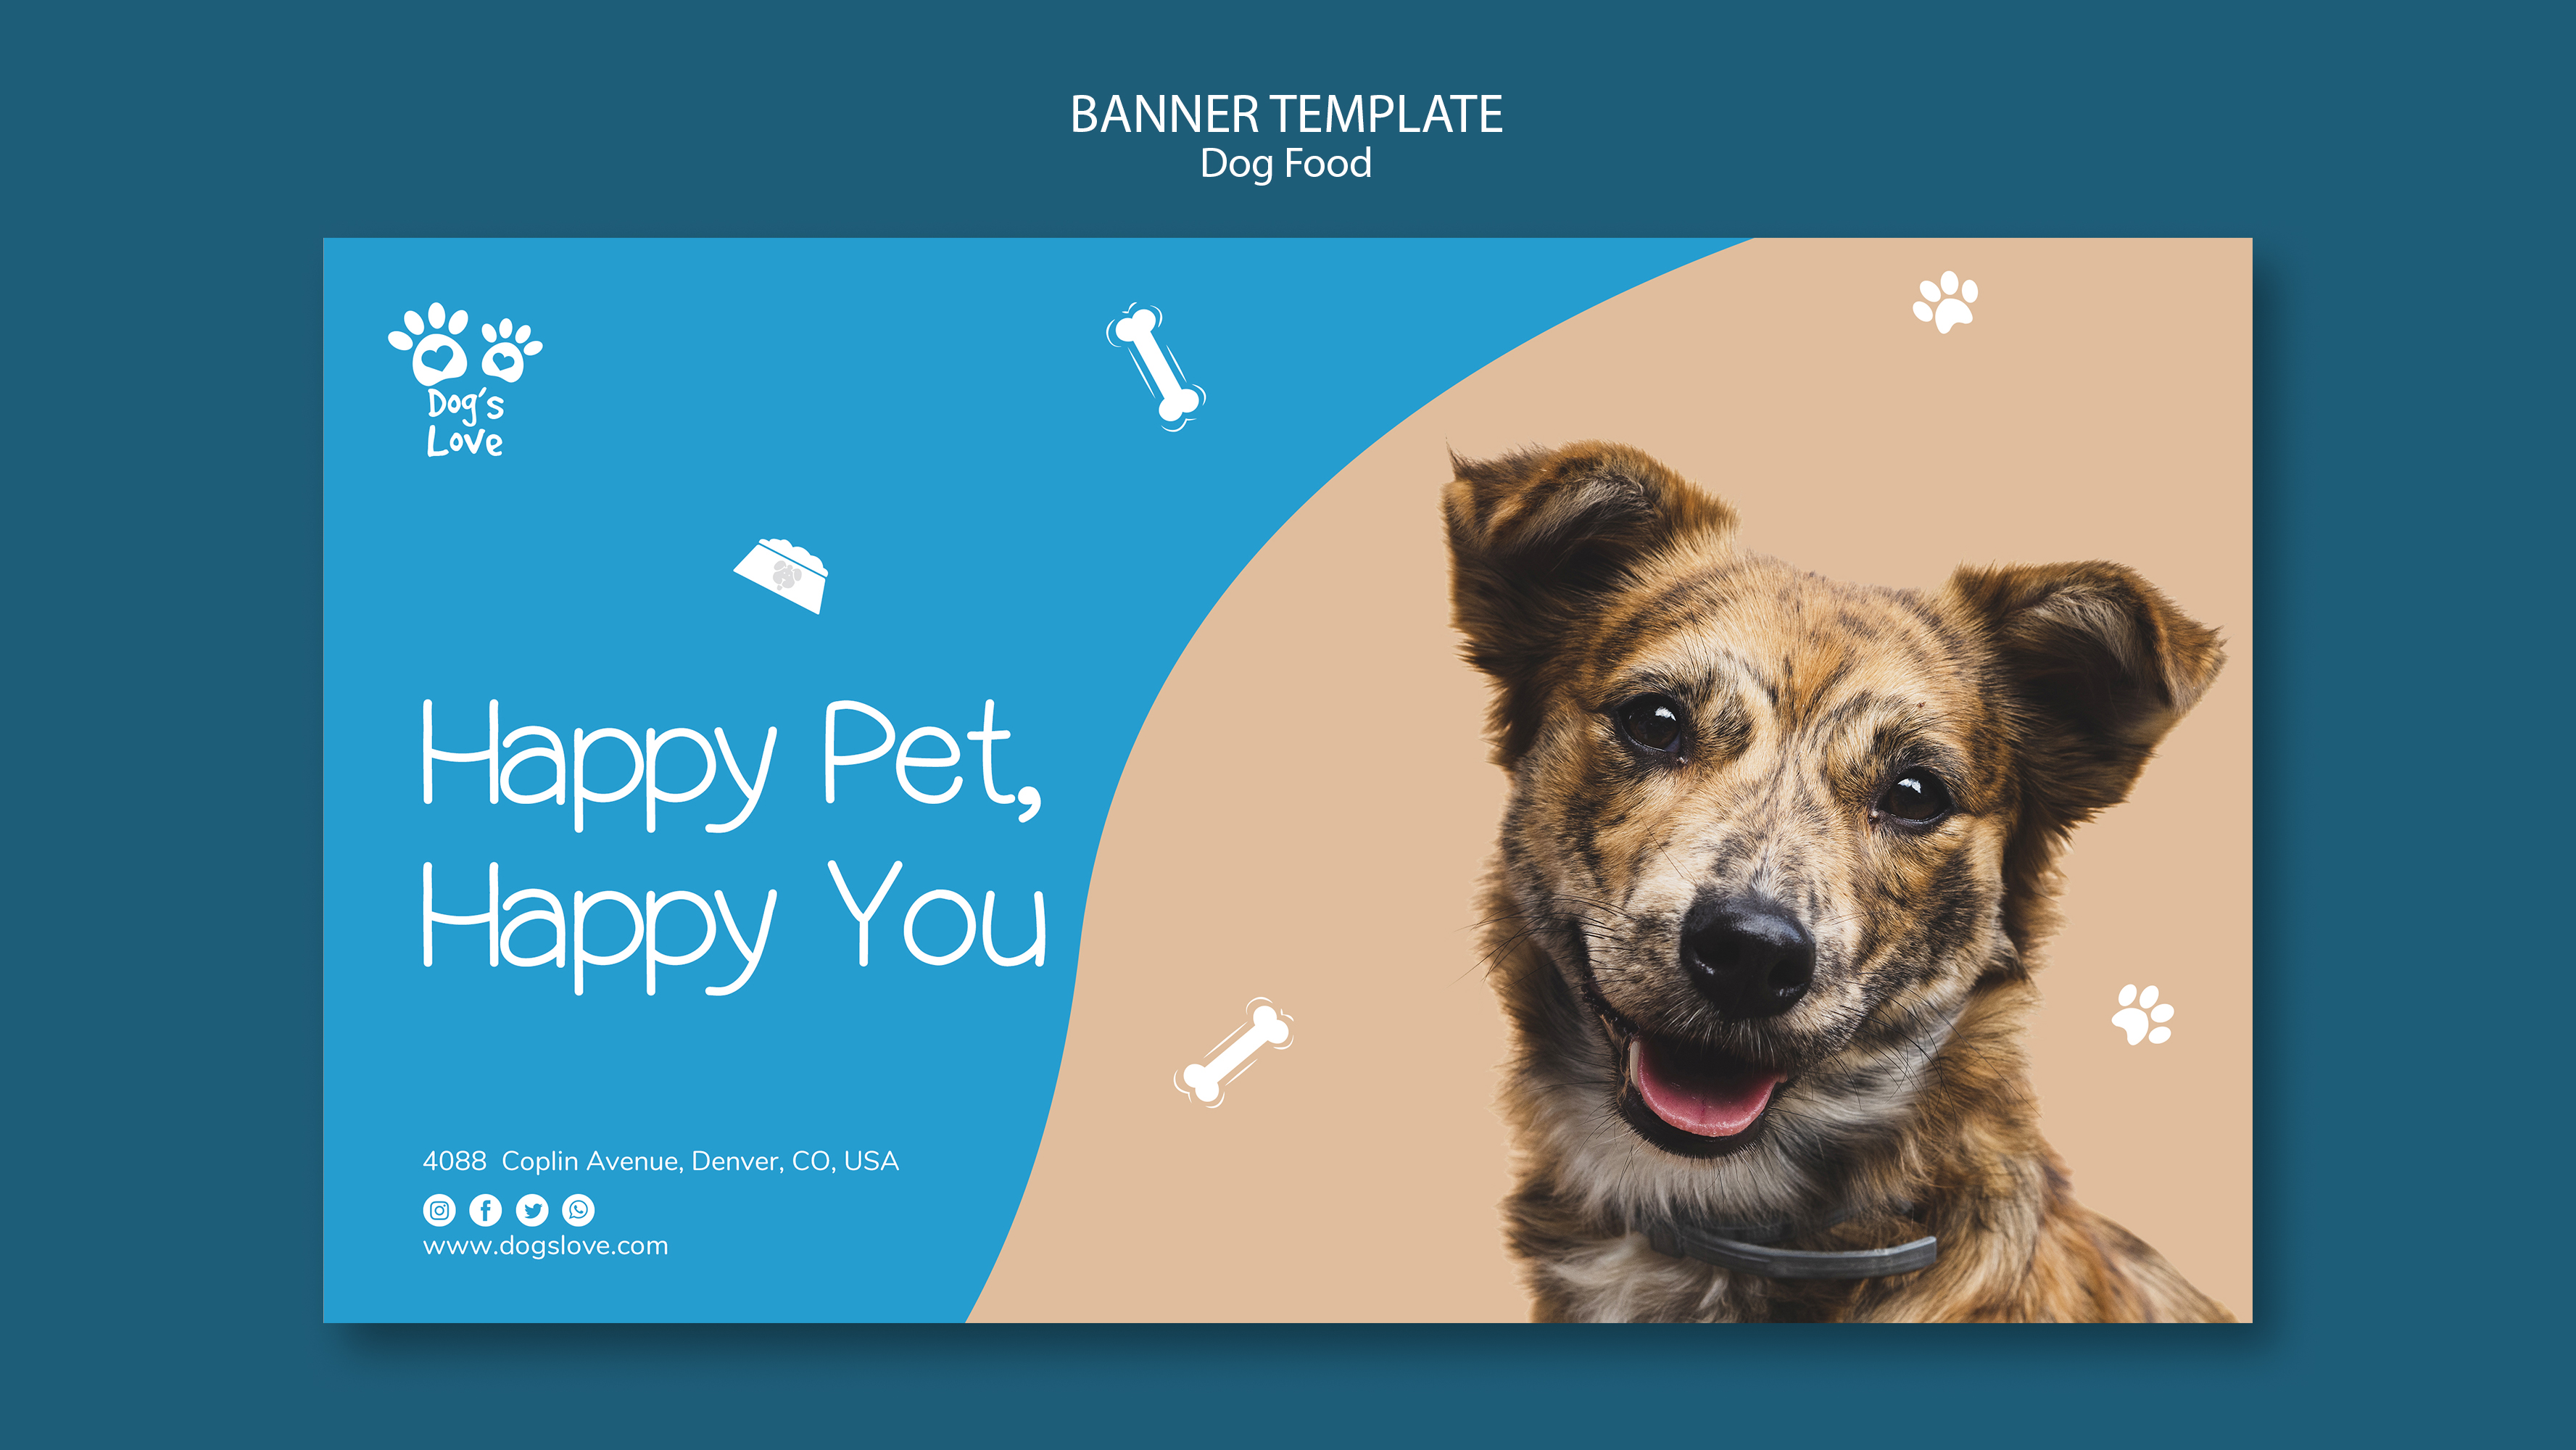 BANNER TEMPLATE
Dog Food
Dog's
Love
Happy Pet,
Happy You
4088 Coplin Avenue, Denver, CO, USA
www.dogslove.com